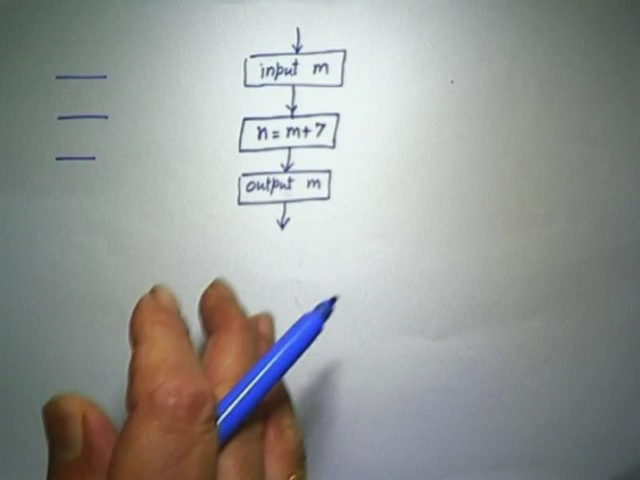 input m
n = m + 7
output m